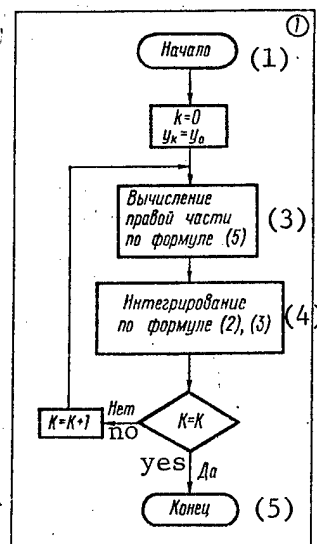 ①
Начало (1)
k=0
yₖ=y₀
Вычисление
правой части
по формуле (5)
(3)
Интегрирование
по формуле (2), (3)
(4)
K=K+1
Нет
no
K=K
yes
Да
Конец (5)